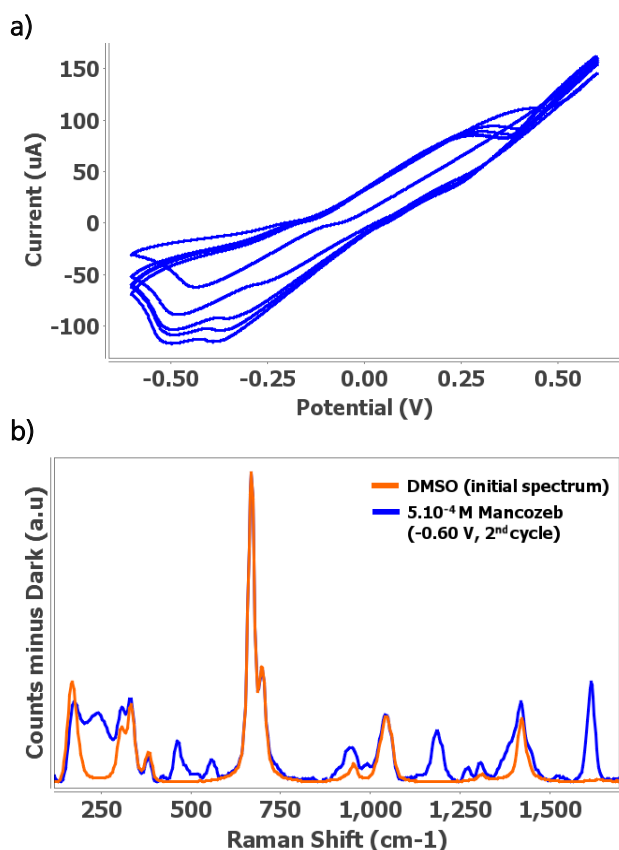 a)
150
100
50
0
-50
-100
Current (uA)
-0.50
-0.25
0.00
0.25
0.50
Potential (V)
b)
DMSO (initial spectrum)
5.10⁻⁴ M Mancozeb
(-0.60 V, 2ⁿᵈ cycle)
Counts minus Dark (a.u)
250
500
750
1,000
1,250
1,500
Raman Shift (cm-1)